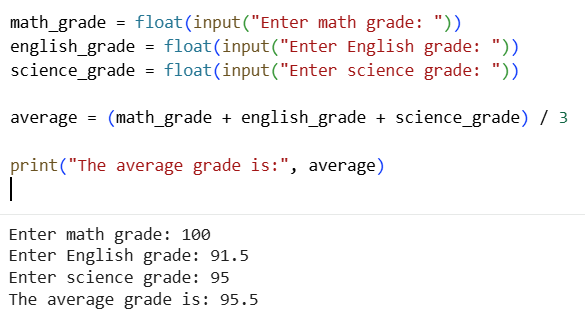 math_grade = float(input("Enter math grade: "))
english_grade = float(input("Enter English grade: "))
science_grade = float(input("Enter science grade: "))
average = (math_grade + english_grade + science_grade) / 3
print("The average grade is:", average)
Enter math grade: 100
Enter English grade: 91.5
Enter science grade: 95
The average grade is: 95.5